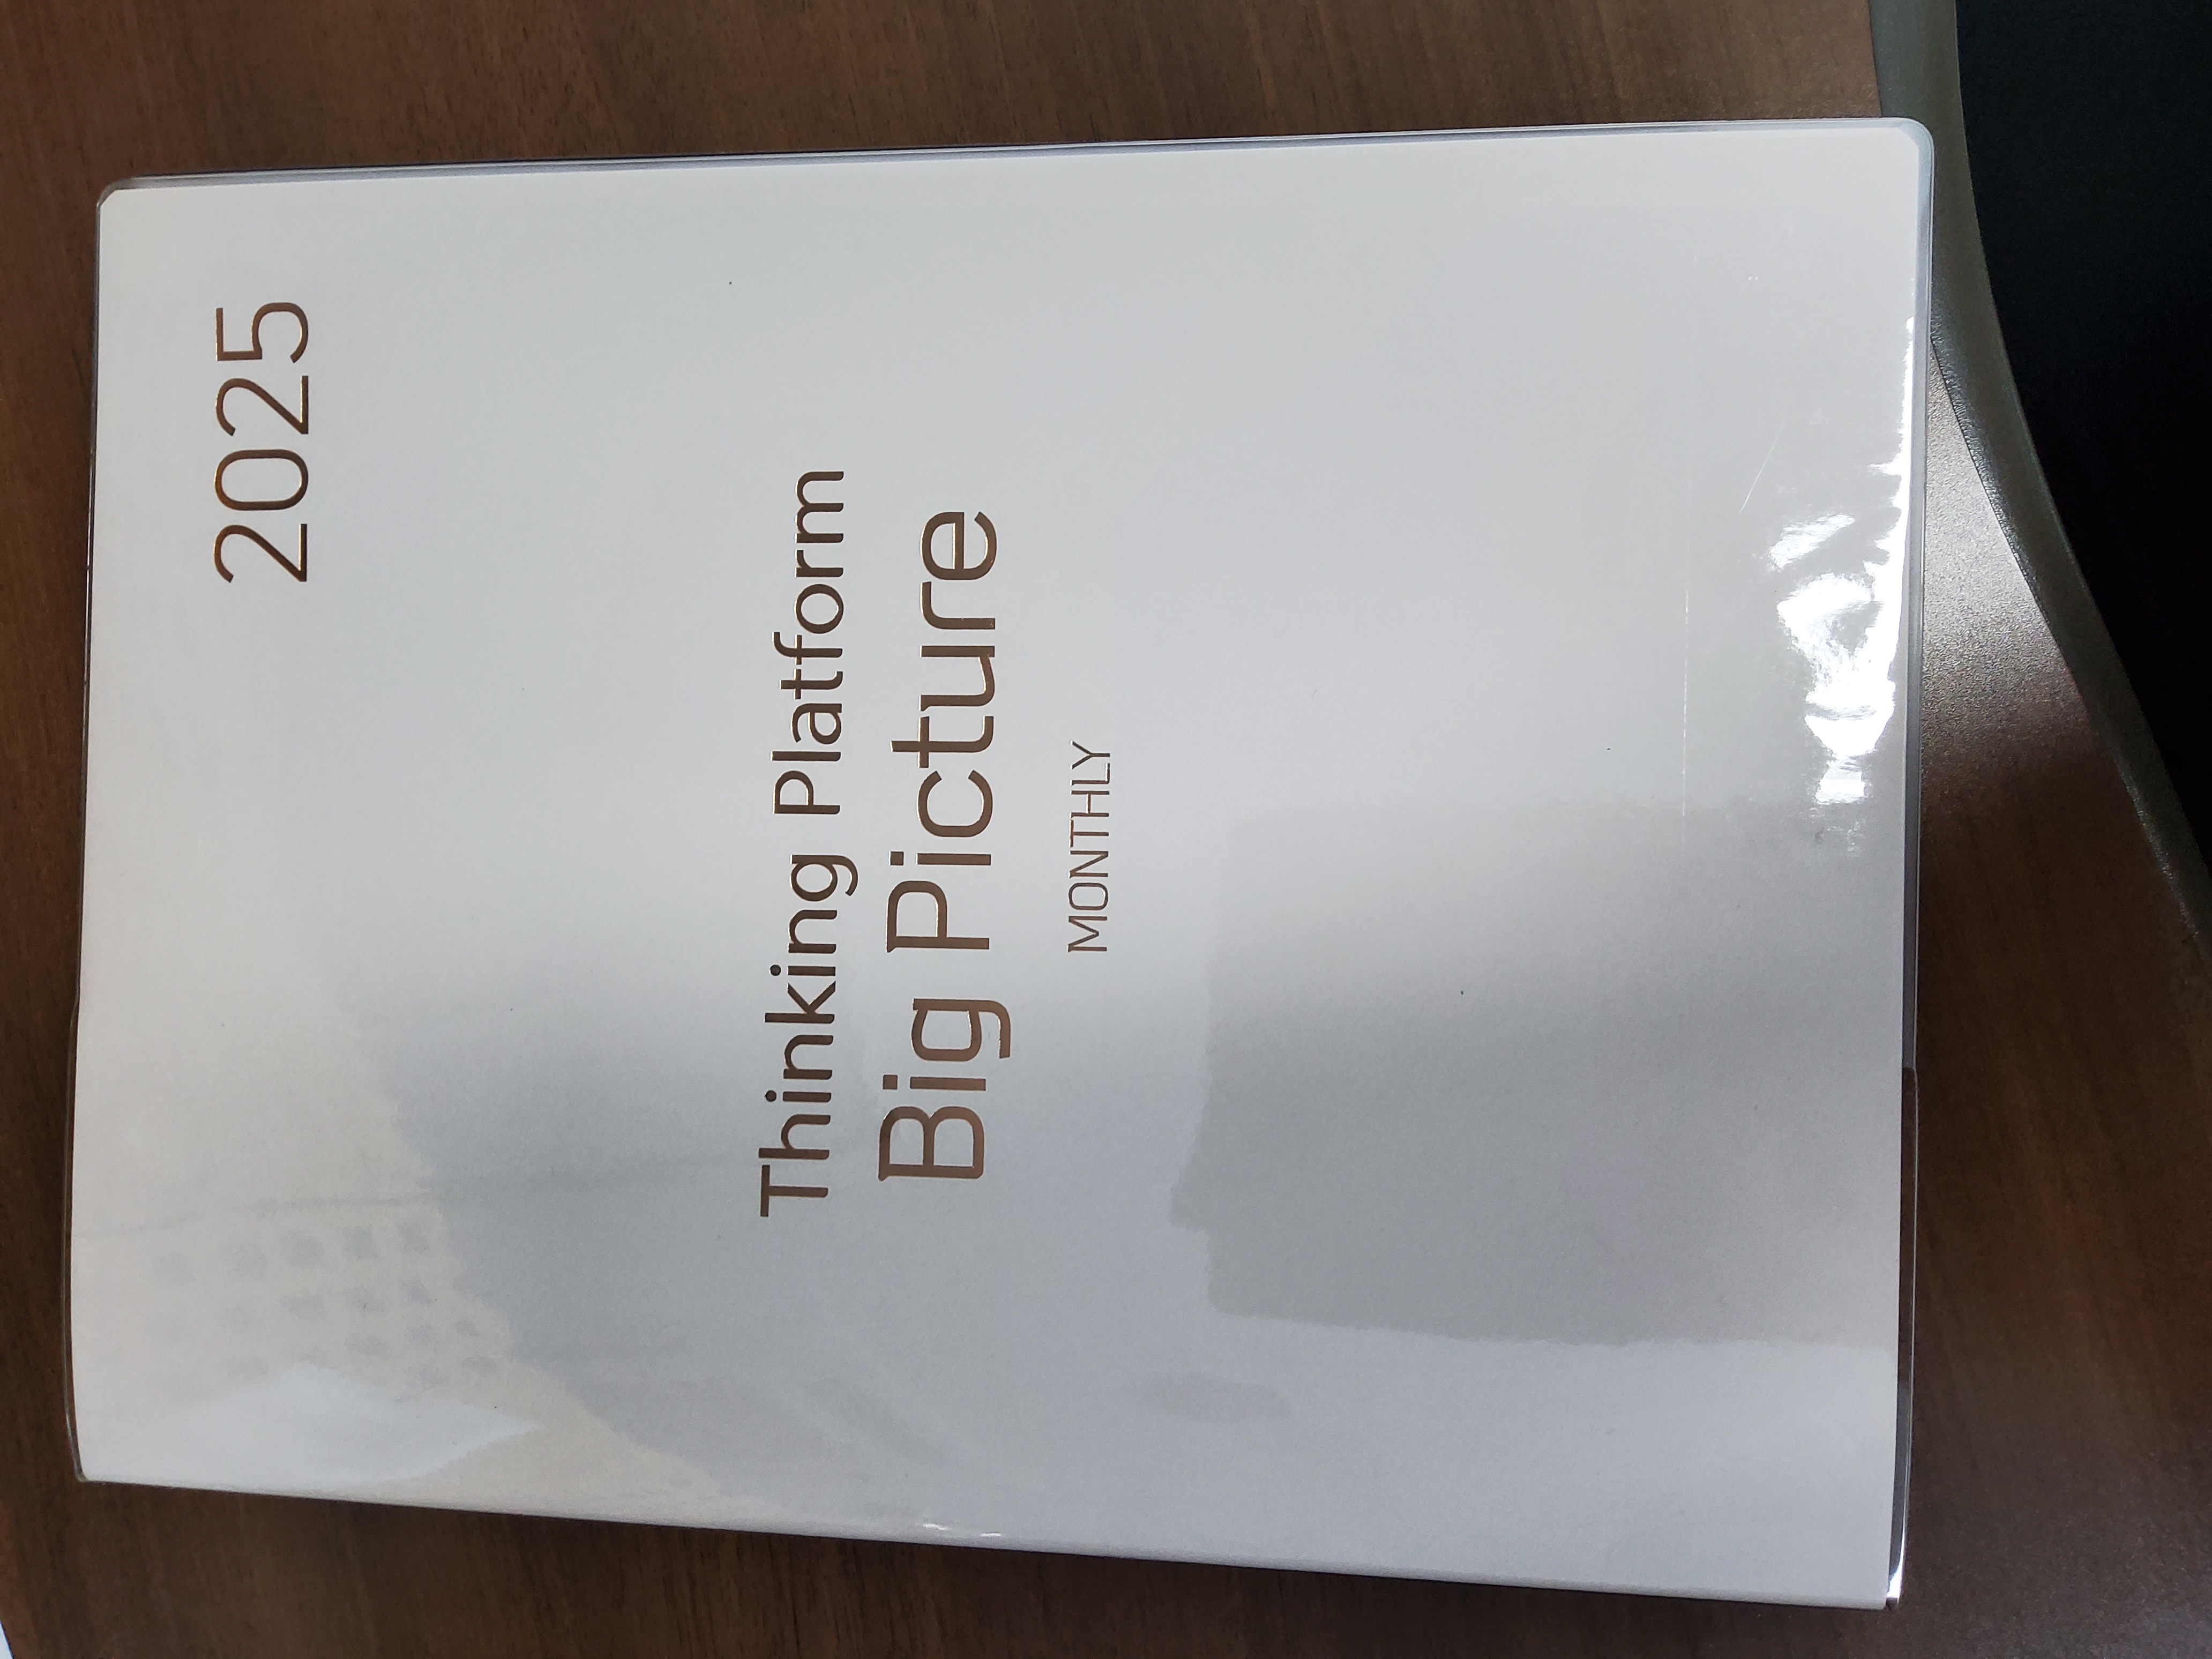 2025
Thinking Platform
Big Picture
MONTHLY